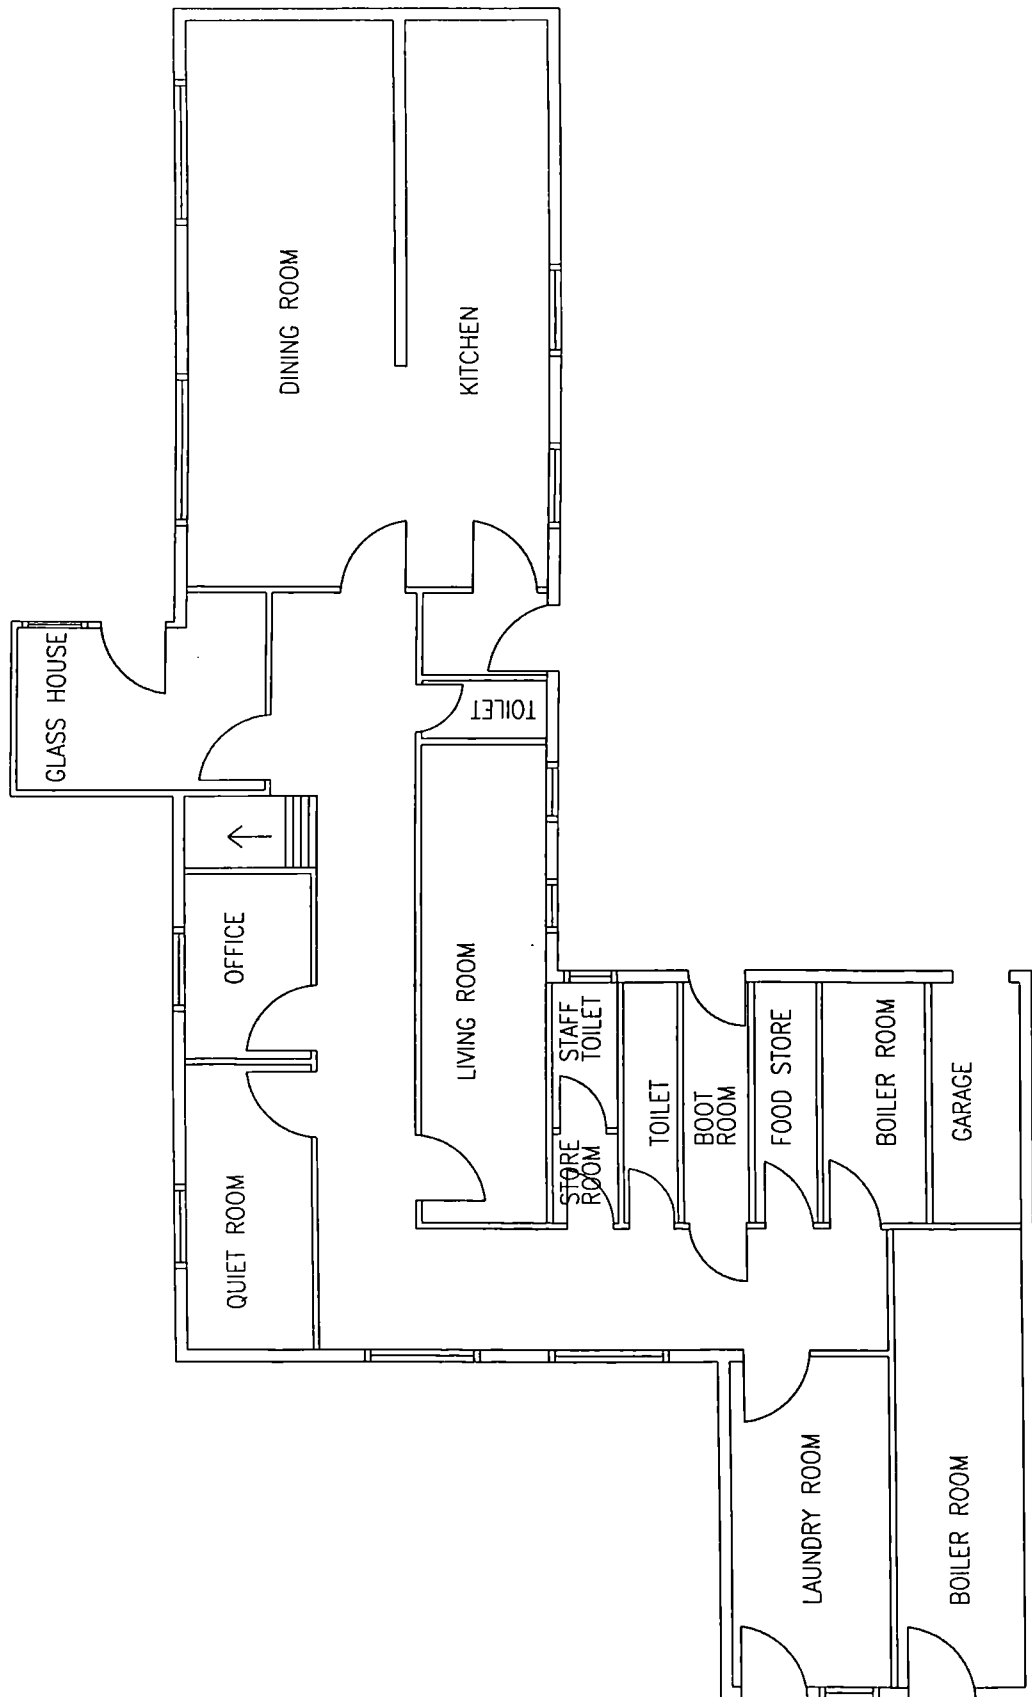 GLASS HOUSE
DINING ROOM
KITCHEN
TOILET
OFFICE
LIVING ROOM
QUIET ROOM
STAFF
TOILET
STORE
ROOM
TOILET
BOOT
ROOM
FOOD STORE
BOILER ROOM
GARAGE
LAUNDRY ROOM
BOILER ROOM